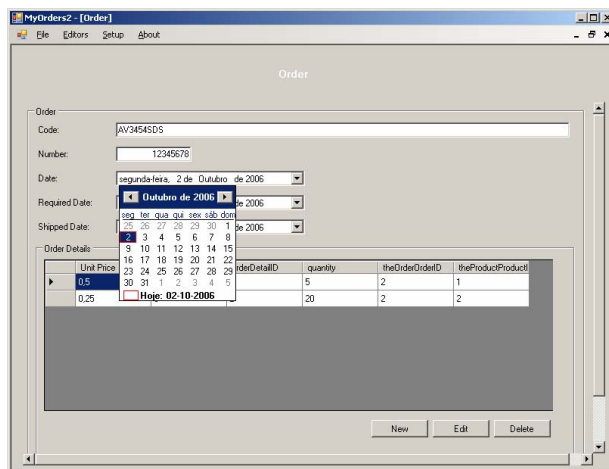 MyOrders2 - [Order]
File Editors Setup About
Order
Order
Code: AV3454SDS
Number: 12345678
Date: segunda-feira, 2 de Outubro de 2006
Required Date: de 2006
Shipped Date: de 2006
Outubro de 2006
seg ter qua qui sex sáb dom
25 26 27 28 29 30 1
2 3 4 5 6 7 8
9 10 11 12 13 14 15
16 17 18 19 20 21 22
23 24 25 26 27 28 29
30 31 1 2 3 4 5
Hoje: 02-10-2006
Order Details
Unit Price rderDetailID quantity theOrderOrderID theProductProductI
0,5 5 2 1
0,25 20 2 2
New Edit Delete